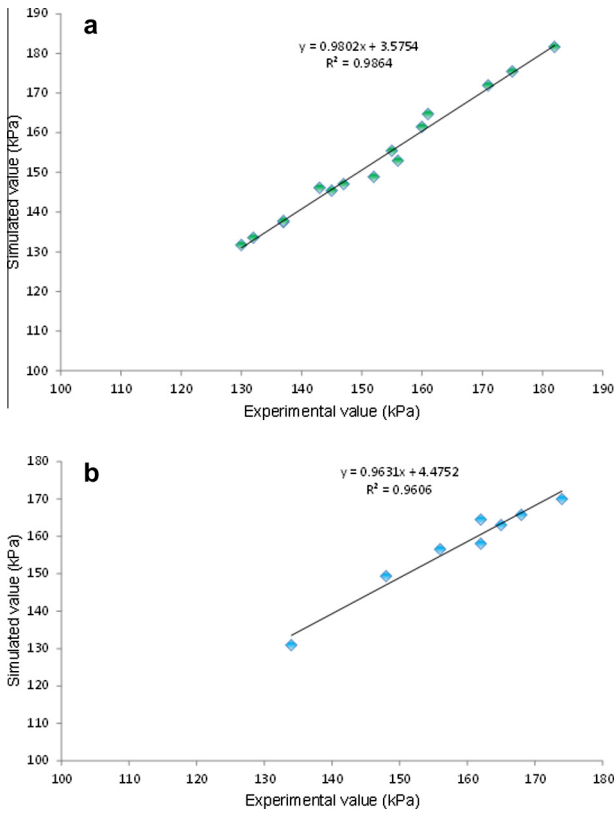 a
y = 0.9802x + 3.5754
R² = 0.9864
190
180
170
160
150
140
130
120
110
100
Simulated value (kPa)
100 110 120 130 140 150 160 170 180 190
Experimental value (kPa)
b
y = 0.9631x + 4.4752
R² = 0.9606
180
170
160
150
140
130
120
110
100
Simulated value (kPa)
100 110 120 130 140 150 160 170 180
Experimental value (kPa)